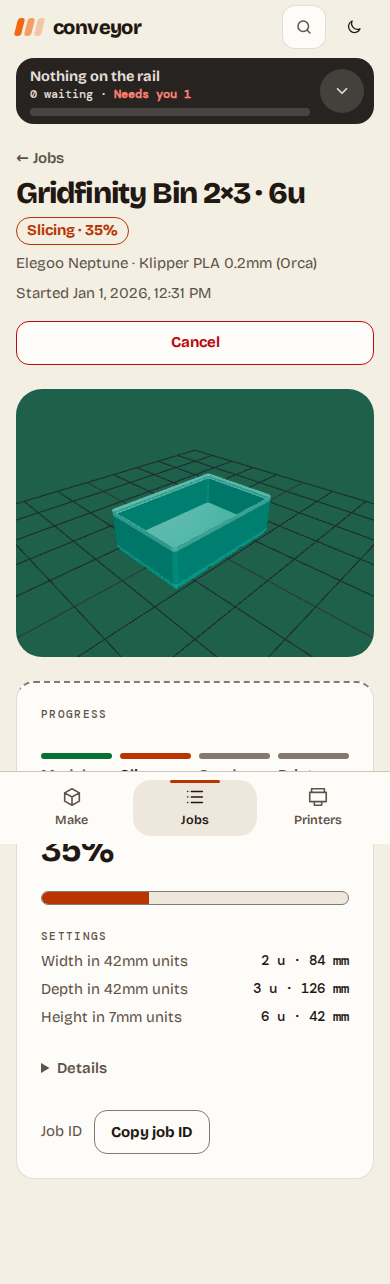 conveyor
Nothing on the rail
0 waiting · Needs you 1
← Jobs
Gridfinity Bin 2×3 · 6u
Slicing · 35%
Elegoo Neptune · Klipper PLA 0.2mm (Orca)
Started Jan 1, 2026, 12:31 PM
Cancel
PROGRESS
Make
Jobs
Printers
35%
SETTINGS
Width in 42mm units 2 u · 84 mm
Depth in 42mm units 3 u · 126 mm
Height in 7mm units 6 u · 42 mm
Details
Job ID Copy job ID